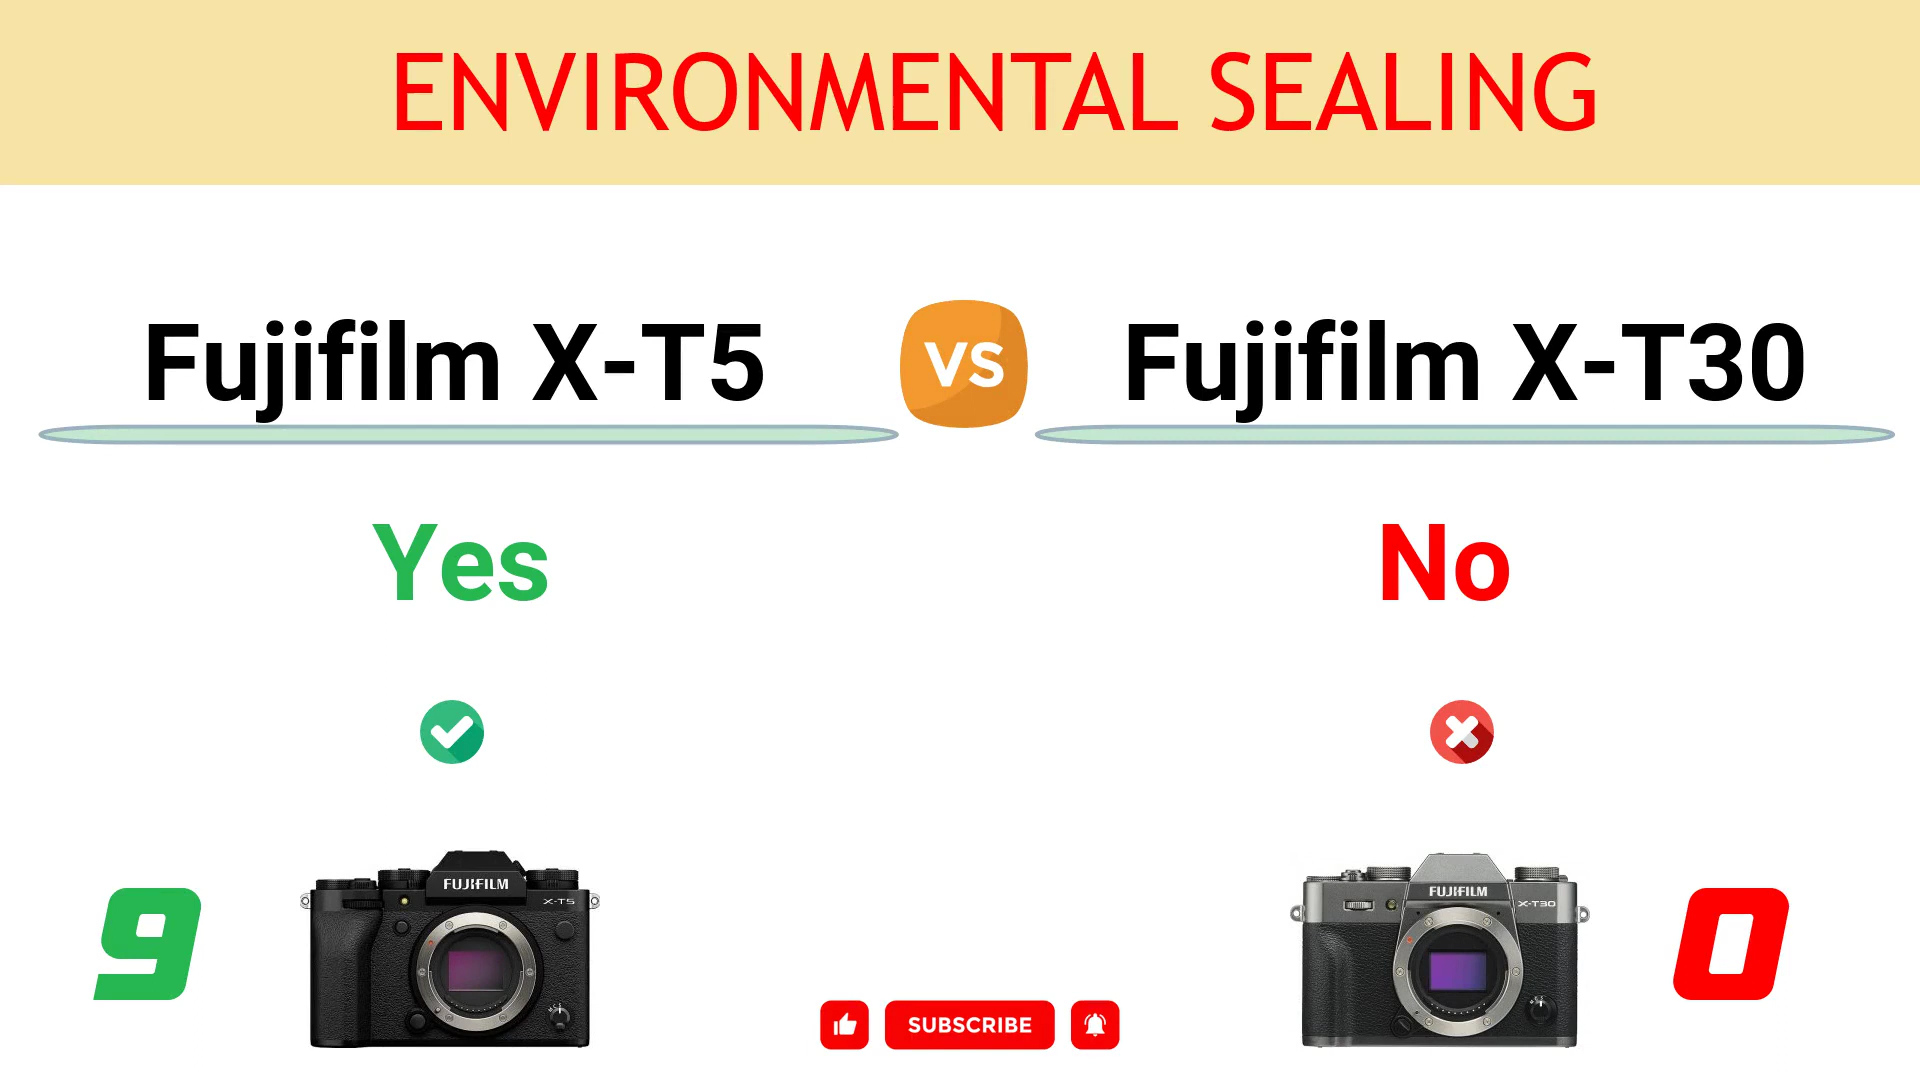 ENVIRONMENTAL SEALING
Fujifilm X-T5
VS
Fujifilm X-T30
Yes
No
9
FUJIFILM
X-T5
SUBSCRIBE
FUJIFILM
X-T30
0